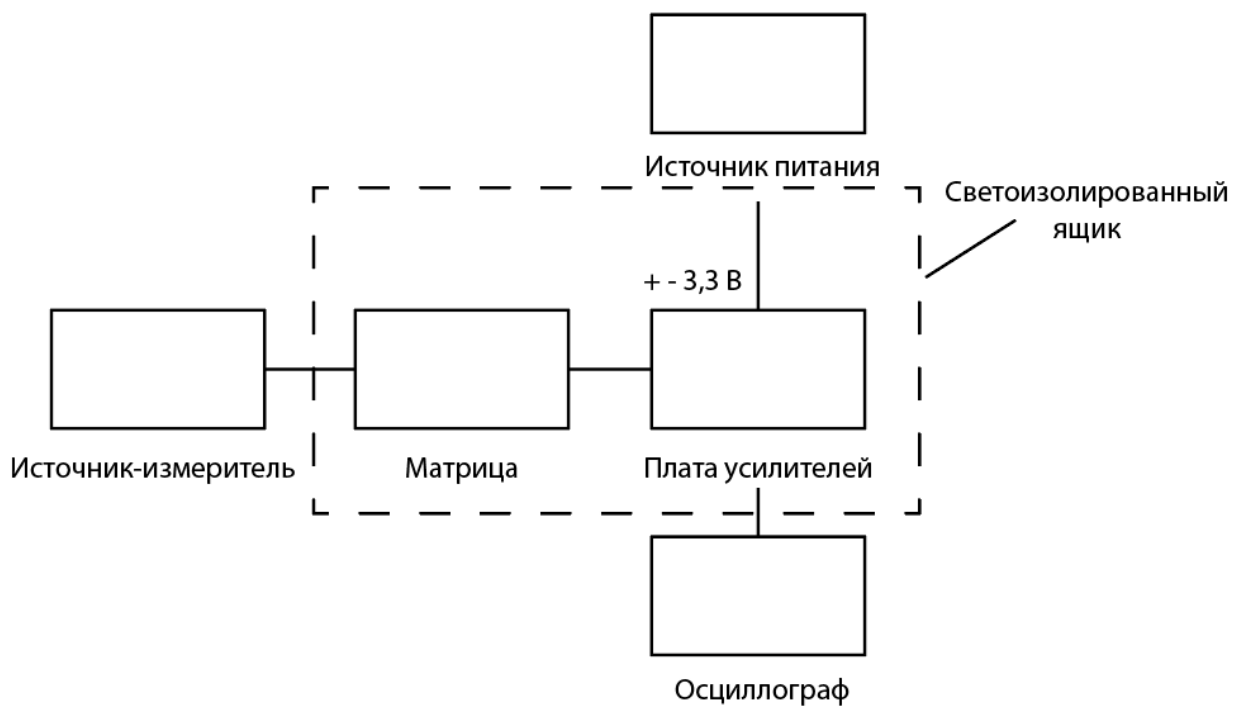 Источник питания
Светоизолированный
ящик
+ - 3,3 В
Источник-измеритель
Матрица
Плата усилителей
Осциллограф